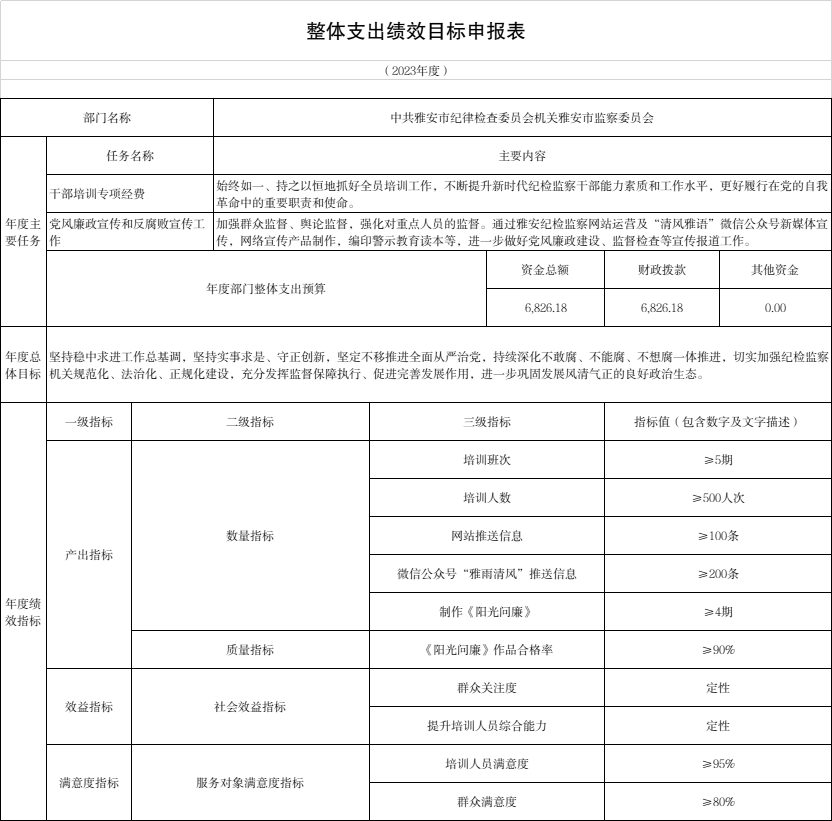 整体支出绩效目标申报表
（2023年度）
部门名称
中共雅安市纪律检查委员会机关雅安市监察委员会
年度主
要任务
任务名称
主要内容
干部培训专项经费
始终如一、持之以恒地抓好全员培训工作，不断提升新时代纪检监察干部能力素质和工作水平，更好履行在党的自我
革命中的重要职责和使命。
党风廉政宣传和反腐败宣传工
作
加强群众监督、舆论监督，强化对重点人员的监督。通过雅安纪检监察网站运营及“清风雅语”微信公众号新媒体宣
传，网络宣传产品制作，编印警示教育读本等，进一步做好党风廉政建设、监督检查等宣传报道工作。
年度部门整体支出预算
资金总额
财政拨款
其他资金
6,826.18
6,826.18
0.00
年度总
体目标
坚持稳中求进工作总基调，坚持实事求是、守正创新，坚定不移推进全面从严治党，持续深化不敢腐、不能腐、不想腐一体推进，切实加强纪检监察
机关规范化、法治化、正规化建设，充分发挥监督保障执行、促进完善发展作用，进一步巩固发展风清气正的良好政治生态。
年度绩
效指标
一级指标
二级指标
三级指标
指标值（包含数字及文字描述）
产出指标
数量指标
培训班次
≥5期
培训人数
≥500人次
网站推送信息
≥100条
微信公众号“雅雨清风”推送信息
≥200条
制作《阳光问廉》
≥4期
质量指标
《阳光问廉》作品合格率
≥90%
效益指标
社会效益指标
群众关注度
定性
提升培训人员综合能力
定性
满意度指标
服务对象满意度指标
培训人员满意度
≥95%
群众满意度
≥80%